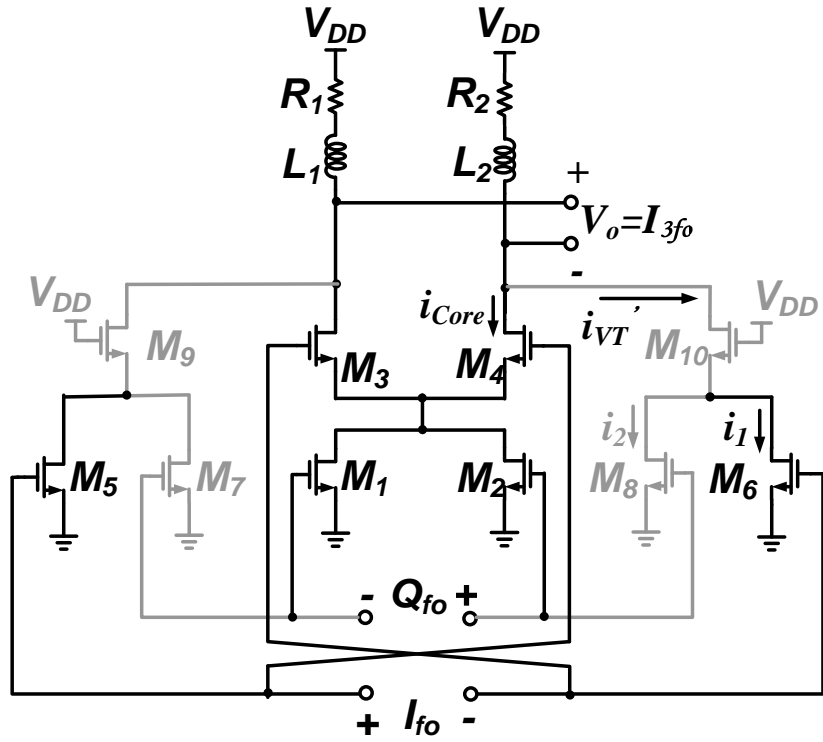 VDD VDD
R1 R2
L1 L2
+
Vo=I3fo
-
VDD iCore iVT' VDD
M9 M3 M4 M10
i2 i1
M5 M7 M1 M2 M8 M6
- Qfo +
+ Ifo -